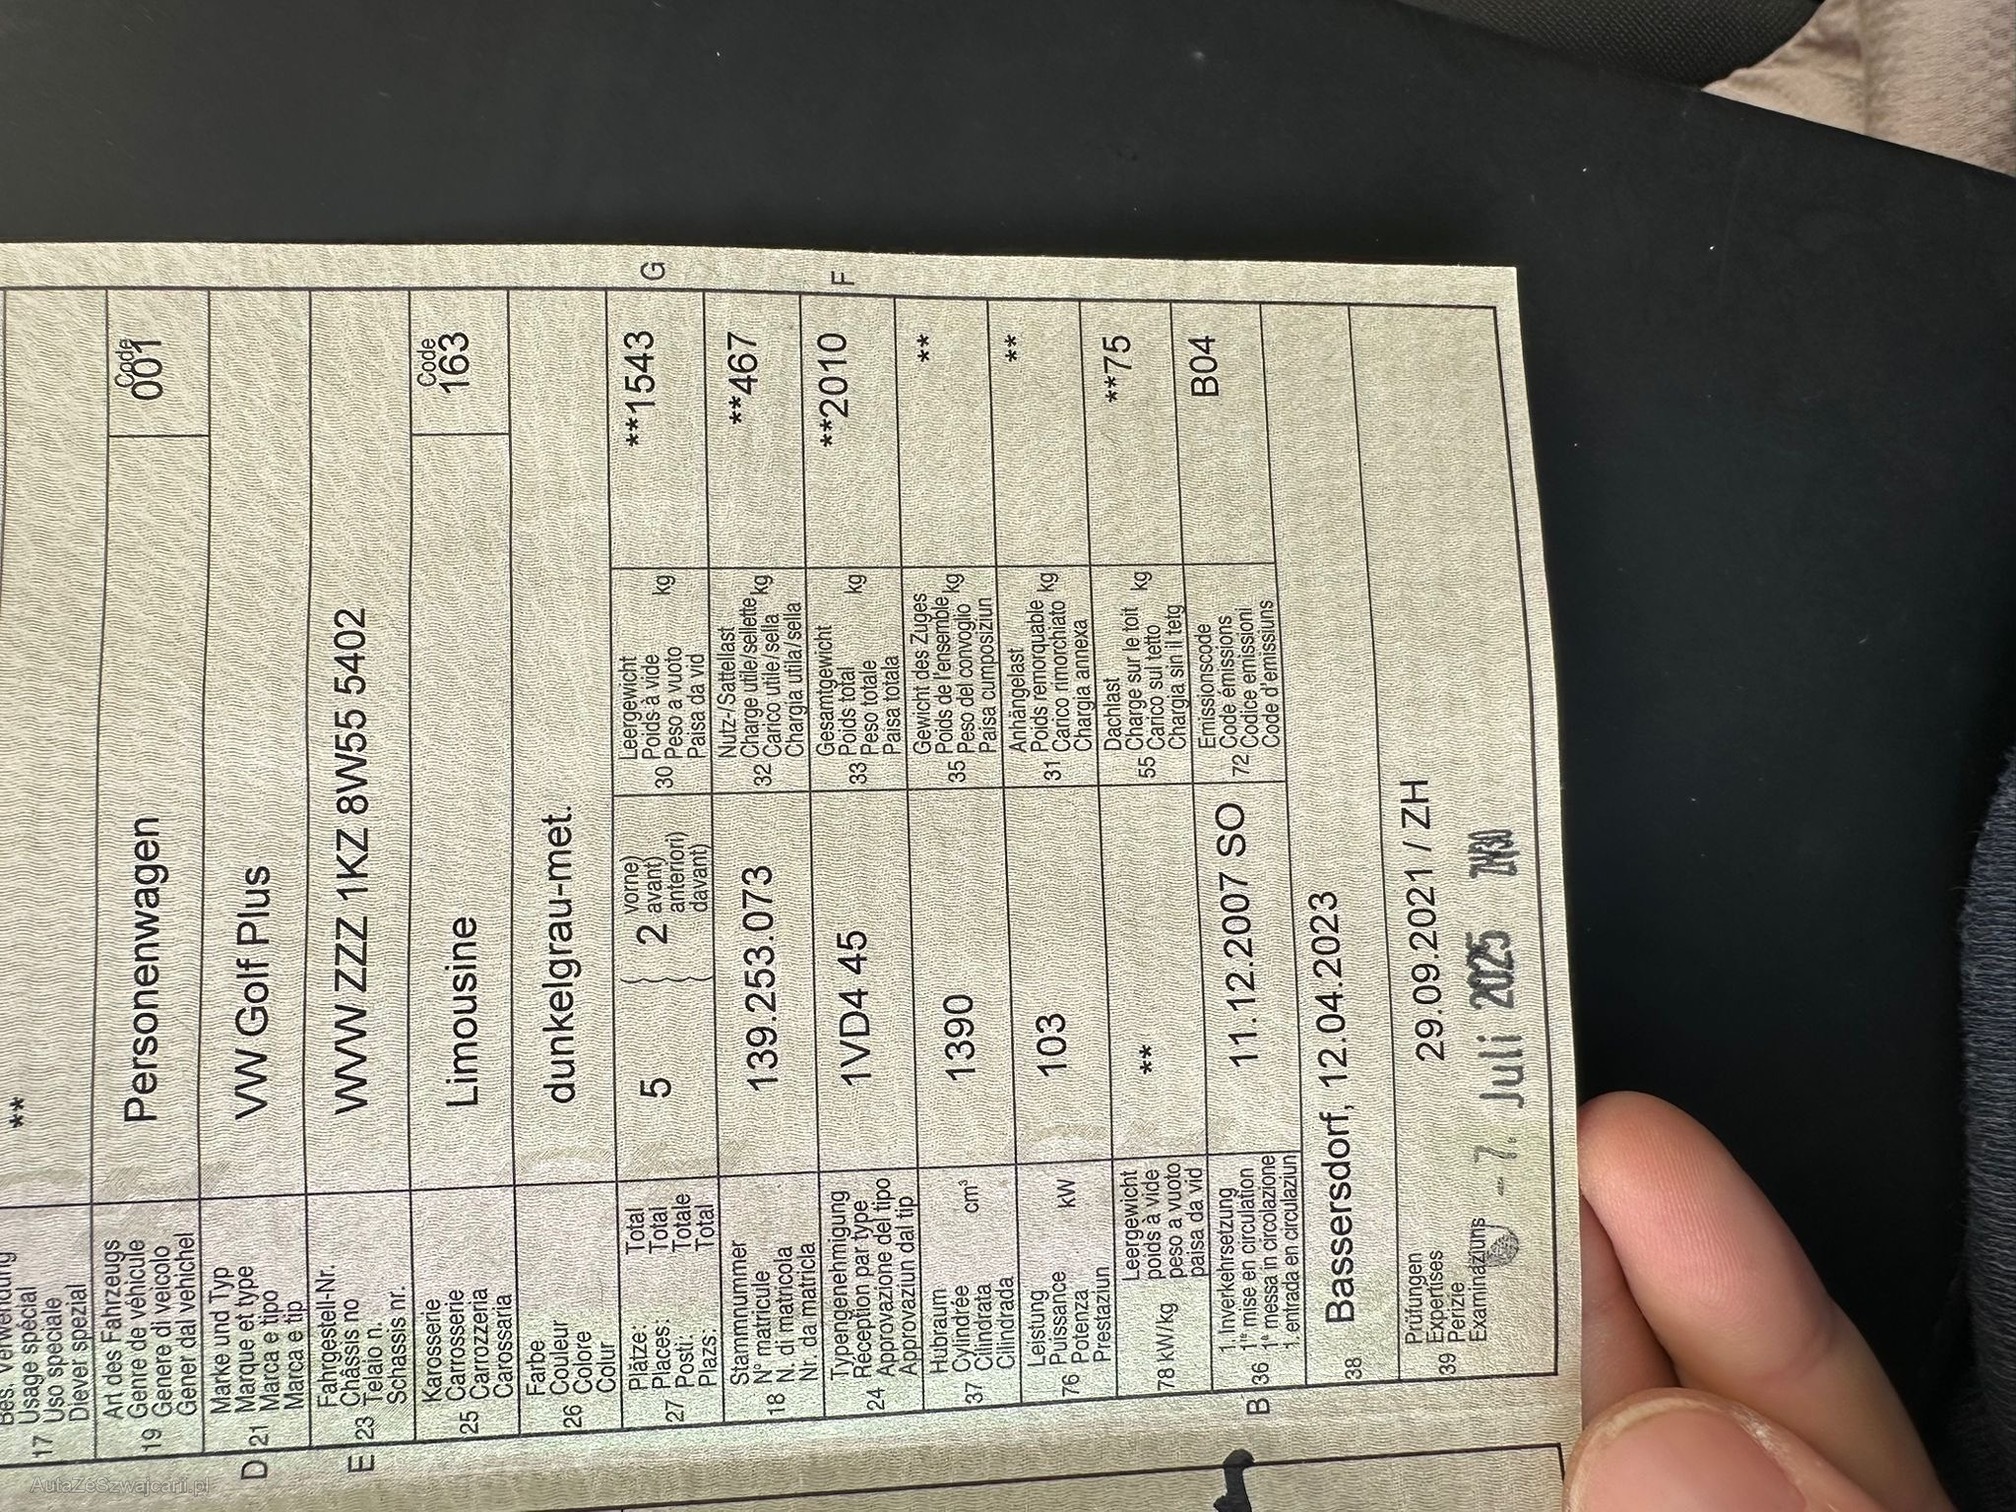 Bes. Verwendung
17 Usage spécial
Uso speciale
Diever spezial
**
Art des Fahrzeugs
19 Genre de véhicule
Genere di veicolo
Gener dal vehichel
Personenwagen
Code
001
Marke und Typ
D 21 Marque et type
Marca e tipo
Marca e tip
VW Golf Plus
Fahrgestell-Nr.
E 23 Châssis no
Telaio n.
Schassis nr.
WVW ZZZ 1KZ 8W55 5402
Karosserie
25 Carrosserie
Carrozzeria
Carossaria
Limousine
Code
163
Farbe
26 Couleur
Colore
Colur
dunkelgrau-met.
Plätze: Total
27 Places: Total
Posti: Totale
Plazs: Total
5
2
vorne)
avant)
anteriori)
davant)
Leergewicht
30 Poids à vide kg
Peso a vuoto
Paisa da vid
**1543
G
Stammnummer
18 N° matricule
N. di matricola
Nr. da matricla
139.253.073
Nutz-/Sattellast
32 Charge utile/sellette kg
Carico utile/sella
Chargia utila/sella
**467
Typengenehmigung
24 Réception par type
Approvazione del tipo
Approvaziun dal tip
1VD4 45
Gesamtgewicht
33 Poids total kg
Peso totale
Paisa totala
**2010
F
Hubraum
37 Cylindrée cm³
Cilindrata
Cilindrada
1390
Gewicht des Zuges
35 Poids de l'ensemble kg
Peso del convoglio
Paisa cumposiziun
**
Leistung
76 Puissance kW
Potenza
Prestaziun
103
Anhängelast
31 Poids remorquable kg
Carico rimorchiato
Chargia annexa
**
78 kW/kg
Leergewicht
poids à vide
peso a vuoto
paisa da vid
**
Dachlast
55 Charge sur le toit kg
Carico sul tetto
Chargia sin il tetg
**75
1. Inverkehrsetzung
B 36 1re mise en circulation
1a messa in circolazione
1. entrada en circulaziun
11.12.2007 SO
Emissionscode
72 Code émissions
Codice emissioni
Code d'emissiuns
B04
38 Bassersdorf, 12.04.2023
Prüfungen
39 Expertises
Perizie
Examinaziuns
29.09.2021 / ZH
- 7. Juli 2025
AutaZeSzwajcarii.pl